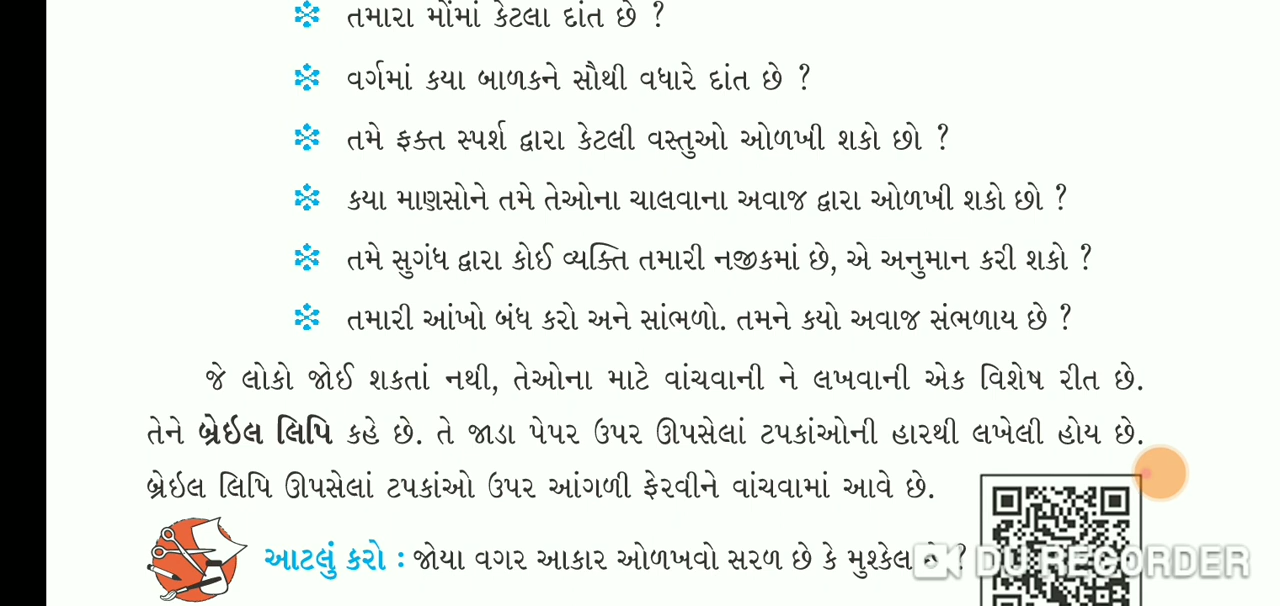 તમારા મોંમાં કેટલા દાંત છે ?
વર્ગમાં કયા બાળકને સૌથી વધારે દાંત છે ?
તમે ફક્ત સ્પર્શ દ્વારા કેટલી વસ્તુઓ ઓળખી શકો છો ?
કયા માણસોને તમે તેઓના ચાલવાના અવાજ દ્વારા ઓળખી શકો છો ?
તમે સુગંધ દ્વારા કોઈ વ્યક્તિ તમારી નજીકમાં છે, એ અનુમાન કરી શકો ?
તમારી આંખો બંધ કરો અને સાંભળો. તમને કયો અવાજ સંભળાય છે ?
જે લોકો જોઈ શકતાં નથી, તેઓના માટે વાંચવાની ને લખવાની એક વિશેષ રીત છે.
તેને બ્રેઇલ લિપિ કહે છે. તે જાડા પેપર ઉપર ઊપસેલાં ટપકાંઓની હારથી લખેલી હોય છે.
બ્રેઇલ લિપિ ઊપસેલાં ટપકાંઓ ઉપર આંગળી ફેરવીને વાંચવામાં આવે છે.
આટલું કરો : જોયા વગર આકાર ઓળખવો સરળ છે કે મુશ્કેલ ?
DU RECORDER